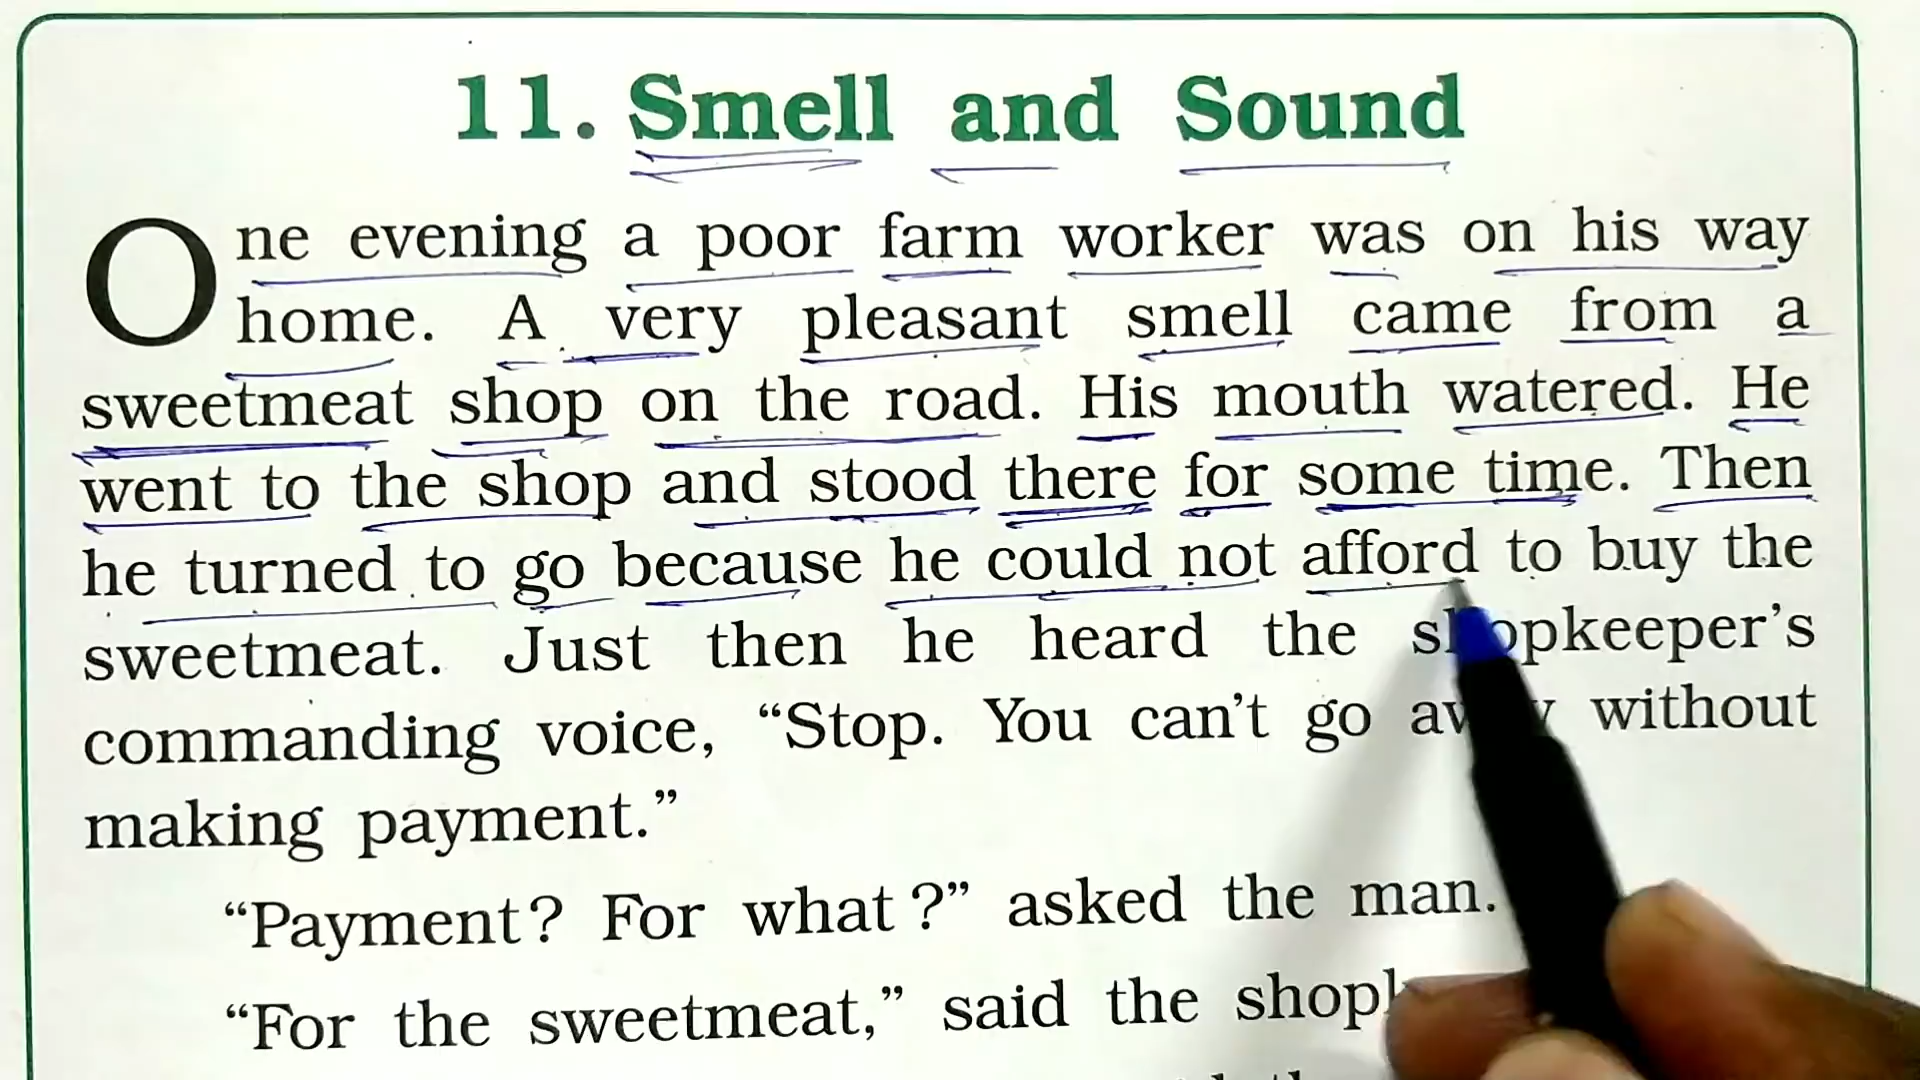 11. Smell and Sound
One evening a poor farm worker was on his way
home. A very pleasant smell came from a
sweetmeat shop on the road. His mouth watered. He
went to the shop and stood there for some time. Then
he turned to go because he could not afford to buy the
sweetmeat. Just then he heard the shopkeeper's
commanding voice, “Stop. You can't go away without
making payment.”
“Payment? For what ?” asked the man.
“For the sweetmeat,” said the